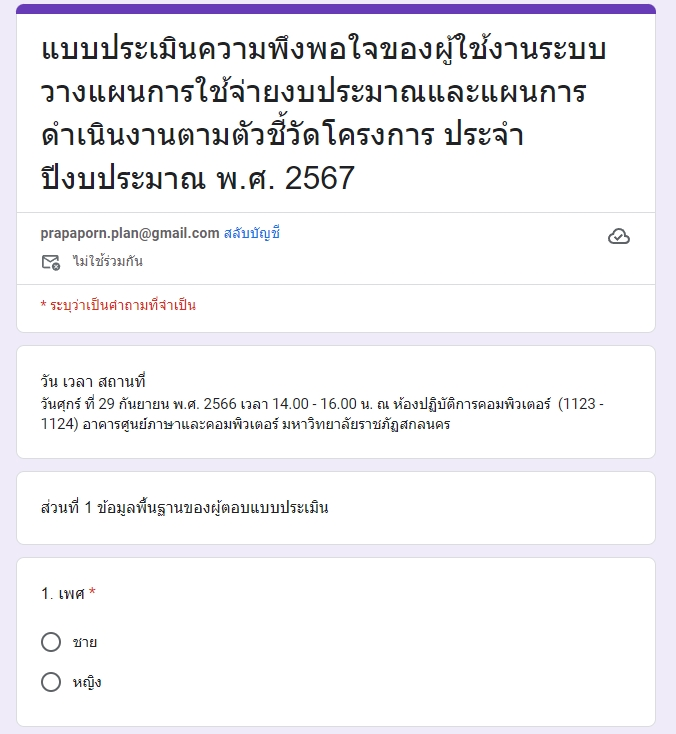 แบบประเมินความพึงพอใจของผู้ใช้งานระบบ
วางแผนการใช้จ่ายงบประมาณและแผนการ
ดำเนินงานตามตัวชี้วัดโครงการ ประจำ
ปีงบประมาณ พ.ศ. 2567
prapaporn.plan@gmail.com สลับบัญชี
ไม่ใช้ร่วมกัน
* ระบุว่าเป็นคำถามที่จำเป็น
วัน เวลา สถานที่
วันศุกร์ ที่ 29 กันยายน พ.ศ. 2566 เวลา 14.00 - 16.00 น. ณ ห้องปฏิบัติการคอมพิวเตอร์ (1123 -
1124) อาคารศูนย์ภาษาและคอมพิวเตอร์ มหาวิทยาลัยราชภัฏสกลนคร
ส่วนที่ 1 ข้อมูลพื้นฐานของผู้ตอบแบบประเมิน
1. เพศ *
ชาย
หญิง